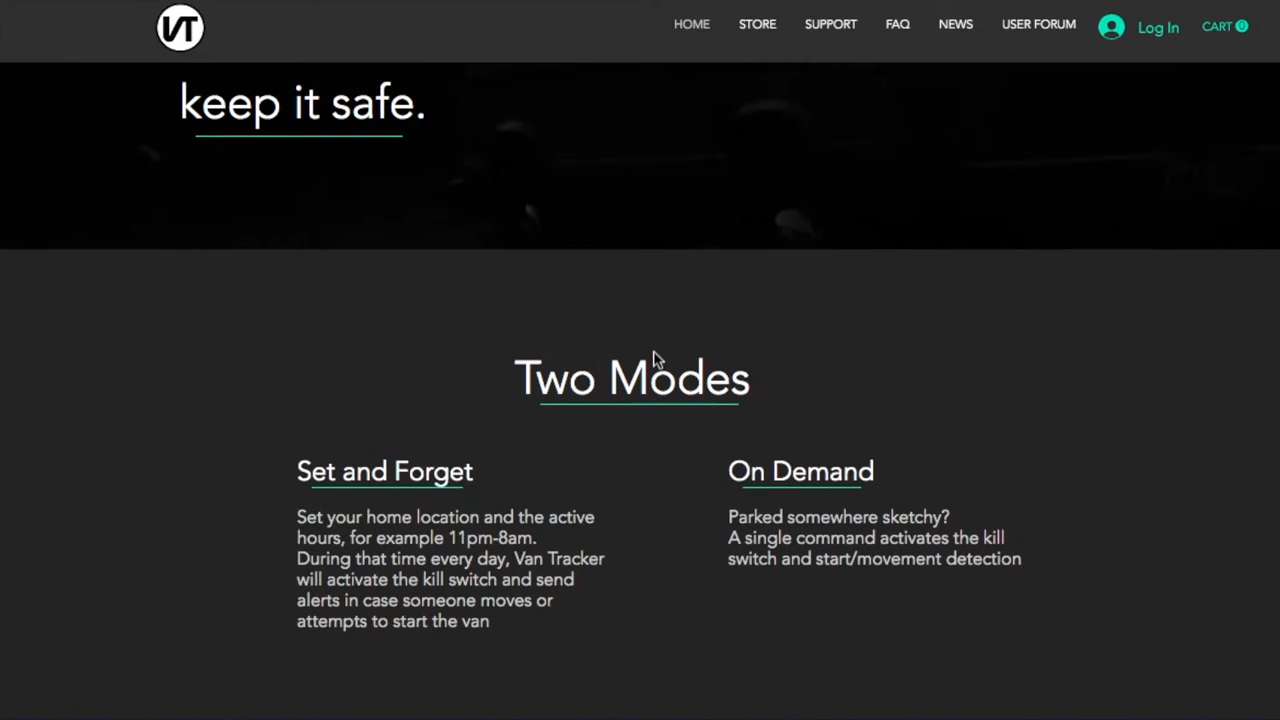 VT
HOME STORE SUPPORT FAQ NEWS USER FORUM Log In CART 0
keep it safe.
Two Modes
Set and Forget
Set your home location and the active
hours, for example 11pm-8am.
During that time every day, Van Tracker
will activate the kill switch and send
alerts in case someone moves or
attempts to start the van
On Demand
Parked somewhere sketchy?
A single command activates the kill
switch and start/movement detection